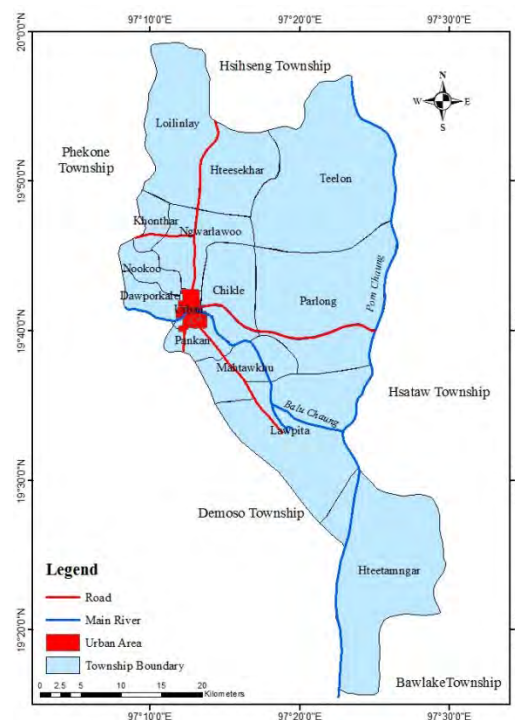 97°10'0"E
97°20'0"E
97°30'0"E
20°0'0"N
19°50'0"N
19°40'0"N
19°30'0"N
19°20'0"N
Hsihseng Township
N
W
E
S
Loilinlay
Phekone
Township
Hteesekhar
Teelon
Khonthar
Ngwarlawoo
Nookoo
Chikle
Dawporkale
Parlong
Pom Chaung
Urban
Pankan
Mahtawkhu
Hsataw Township
Balu Chaung
Lawpita
Demoso Township
Hteetamngar
Legend
Road
Main River
Urban Area
Township Boundary
0 2.5 5 10 15 20
Kilometers
BawlakeTownship
97°10'0"E
97°20'0"E
97°30'0"E